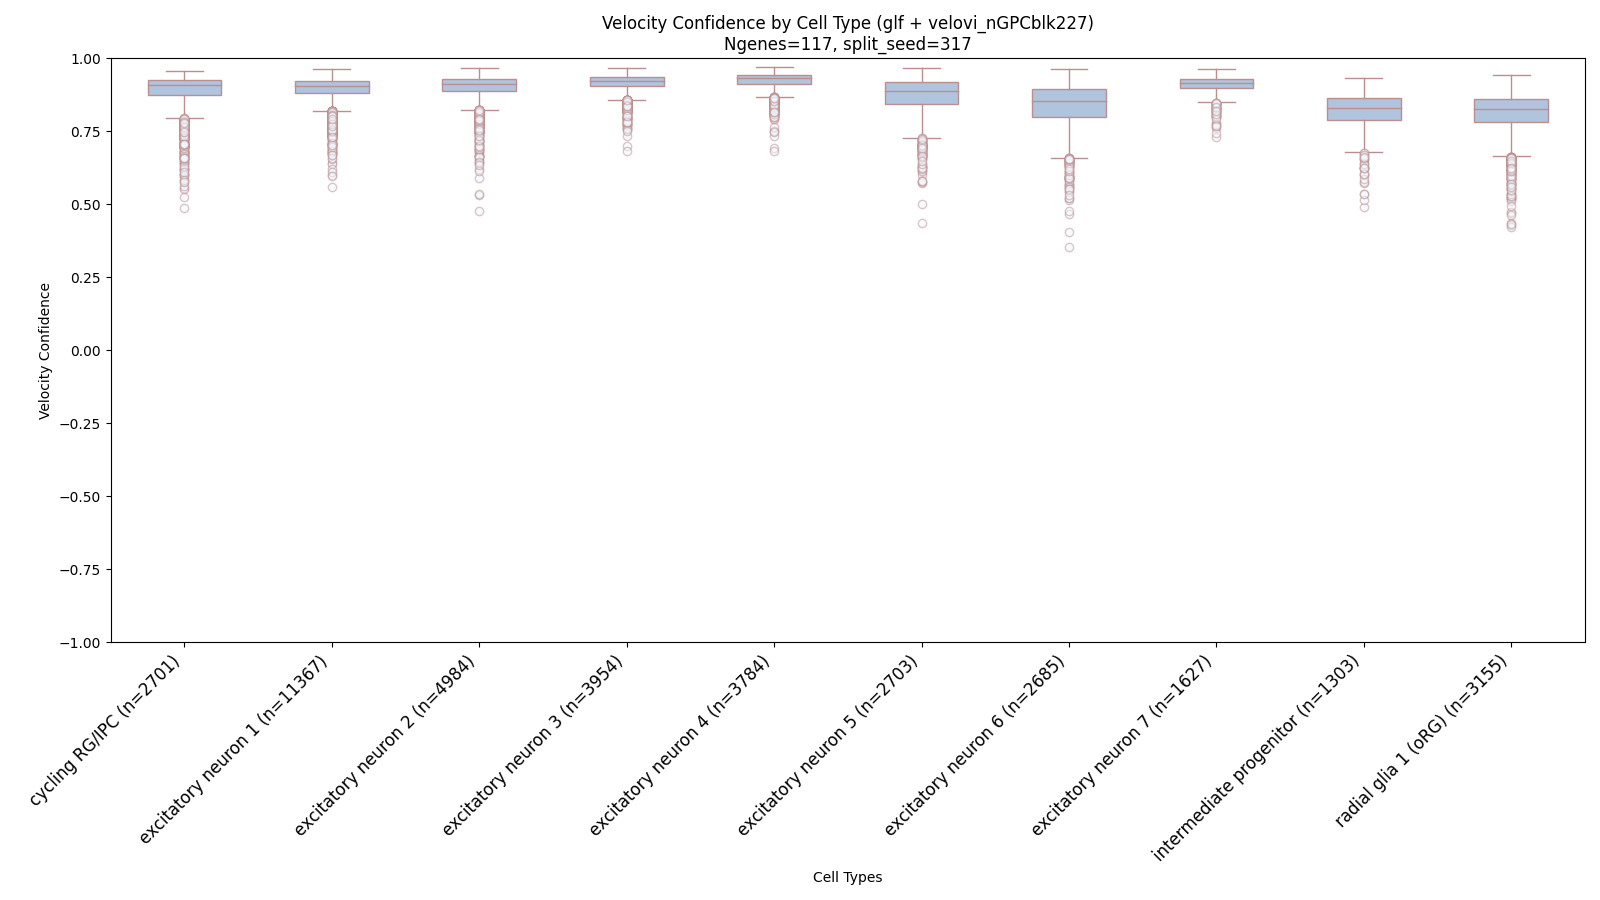 Velocity Confidence by Cell Type (glf + velovi_nGPCblk227)
Ngenes=117, split_seed=317
1.00
0.75
0.50
0.25
0.00
−0.25
−0.50
−0.75
−1.00
Velocity Confidence
cycling RG/IPC (n=2701)
excitatory neuron 1 (n=11367)
excitatory neuron 2 (n=4984)
excitatory neuron 3 (n=3954)
excitatory neuron 4 (n=3784)
excitatory neuron 5 (n=2703)
excitatory neuron 6 (n=2685)
excitatory neuron 7 (n=1627)
intermediate progenitor (n=1303)
radial glia 1 (oRG) (n=3155)
Cell Types